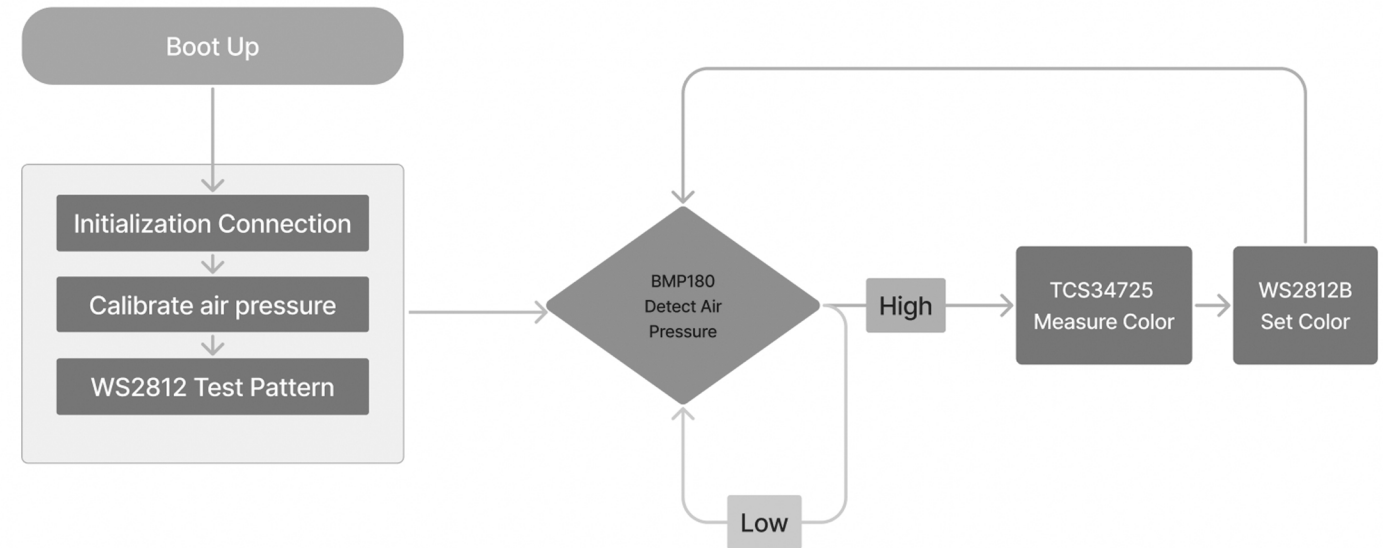 Boot Up
Initialization Connection
Calibrate air pressure
WS2812 Test Pattern
BMP180
Detect Air
Pressure
High
Low
TCS34725
Measure Color
WS2812B
Set Color